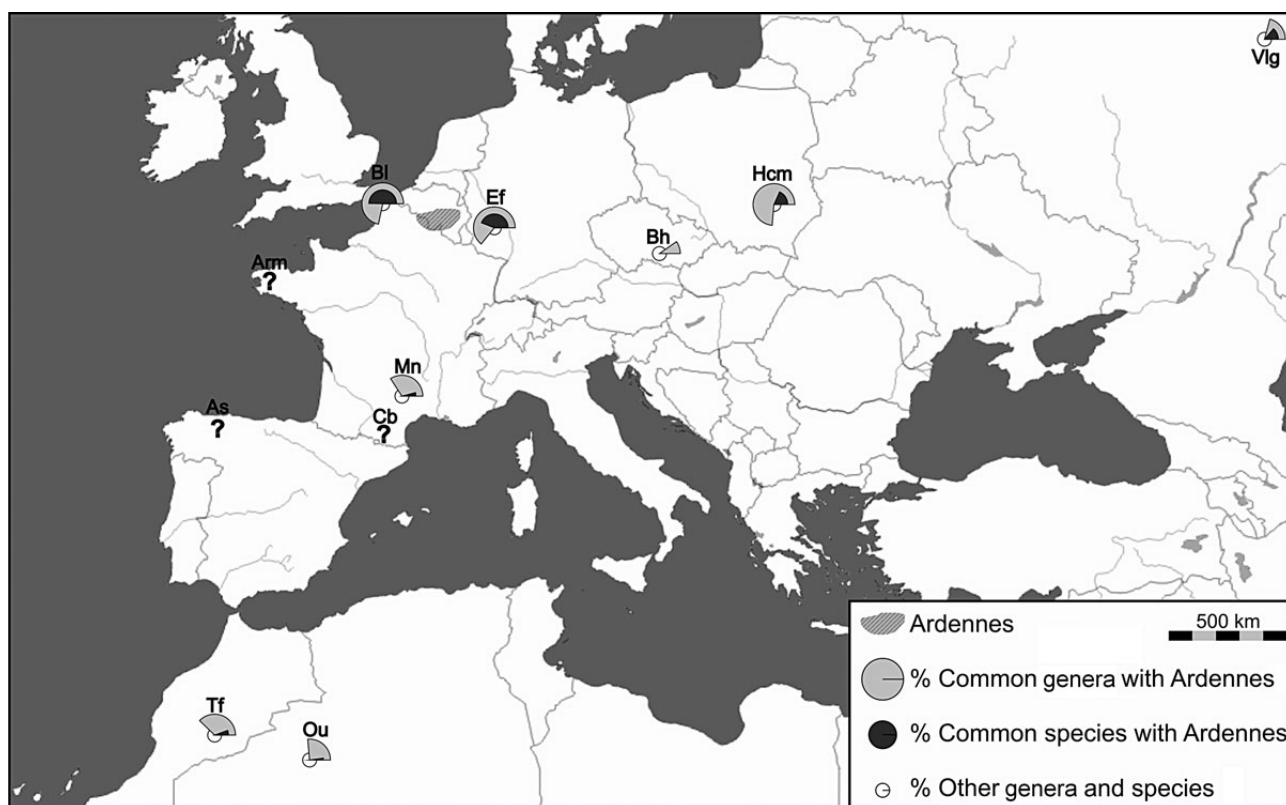 Vlg
Bl
Ef
Hcm
Bh
Arm
?
Mn
As
?
Cb
?
Tf
Ou
Ardennes
500 km
% Common genera with Ardennes
% Common species with Ardennes
% Other genera and species